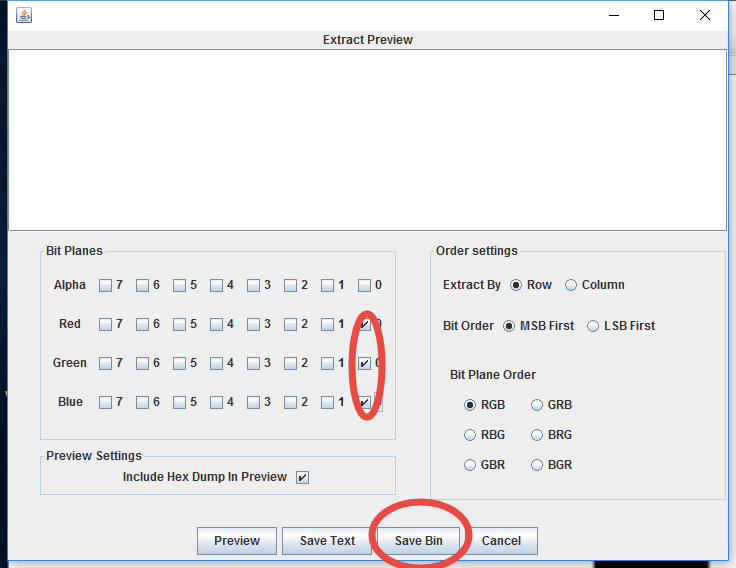 Extract Preview
Bit Planes
Alpha 7 6 5 4 3 2 1 0
Red 7 6 5 4 3 2 1 0
Green 7 6 5 4 3 2 1 0
Blue 7 6 5 4 3 2 1
Preview Settings
Include Hex Dump In Preview
Order settings
Extract By Row Column
Bit Order MSB First LSB First
Bit Plane Order
RGB GRB
RBG BRG
GBR BGR
Preview Save Text Save Bin Cancel